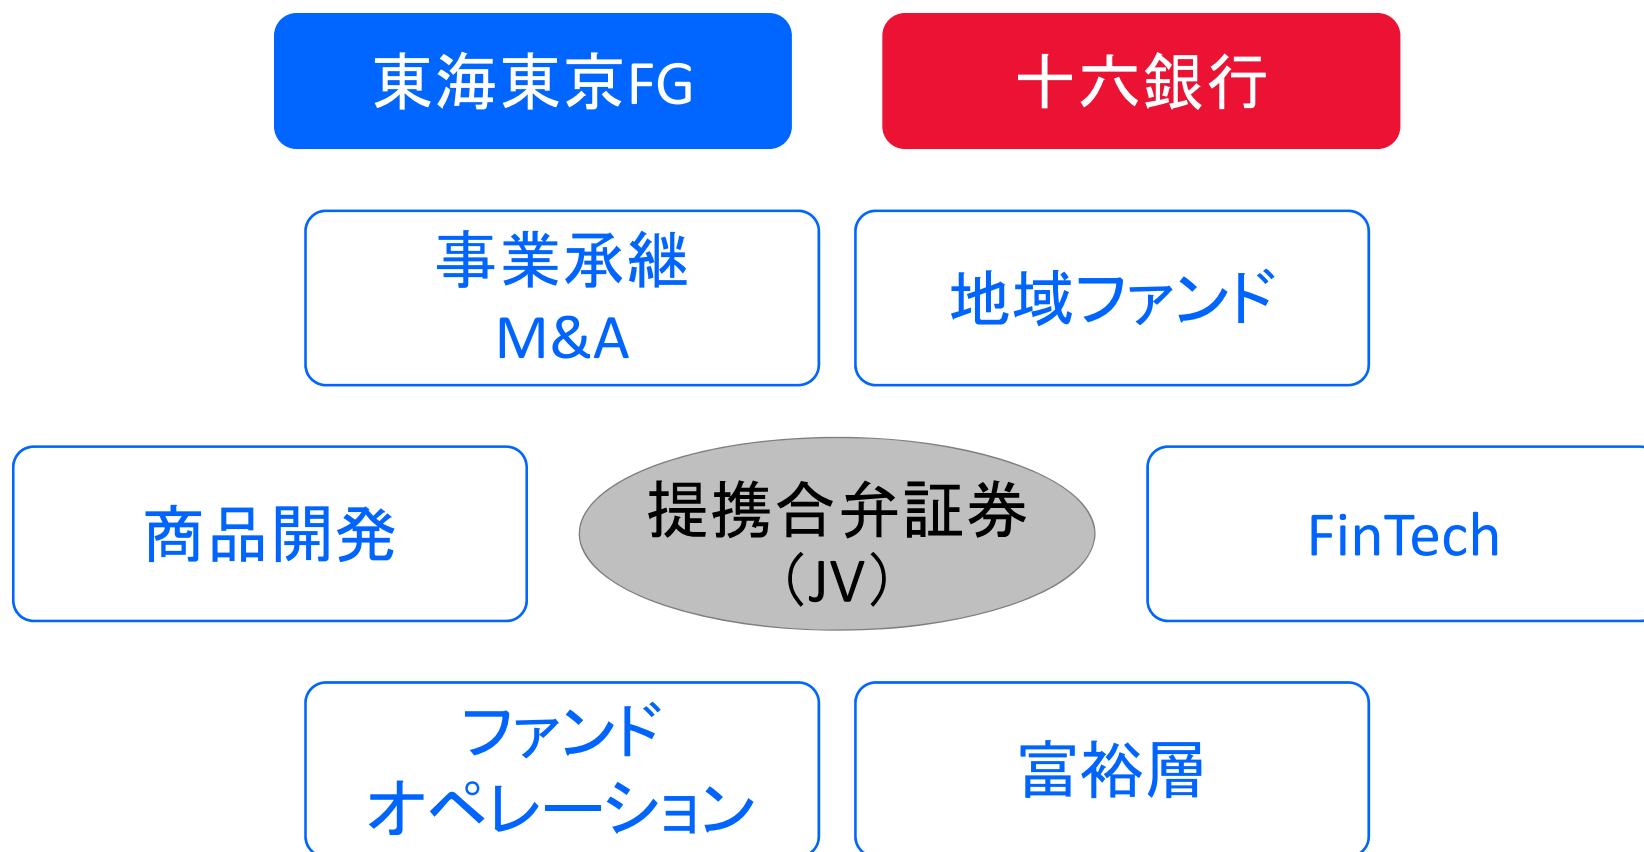 東海東京FG
十六銀行
事業承継
M&A
地域ファンド
商品開発
提携合弁証券
（JV）
FinTech
ファンド
オペレーション
富裕層